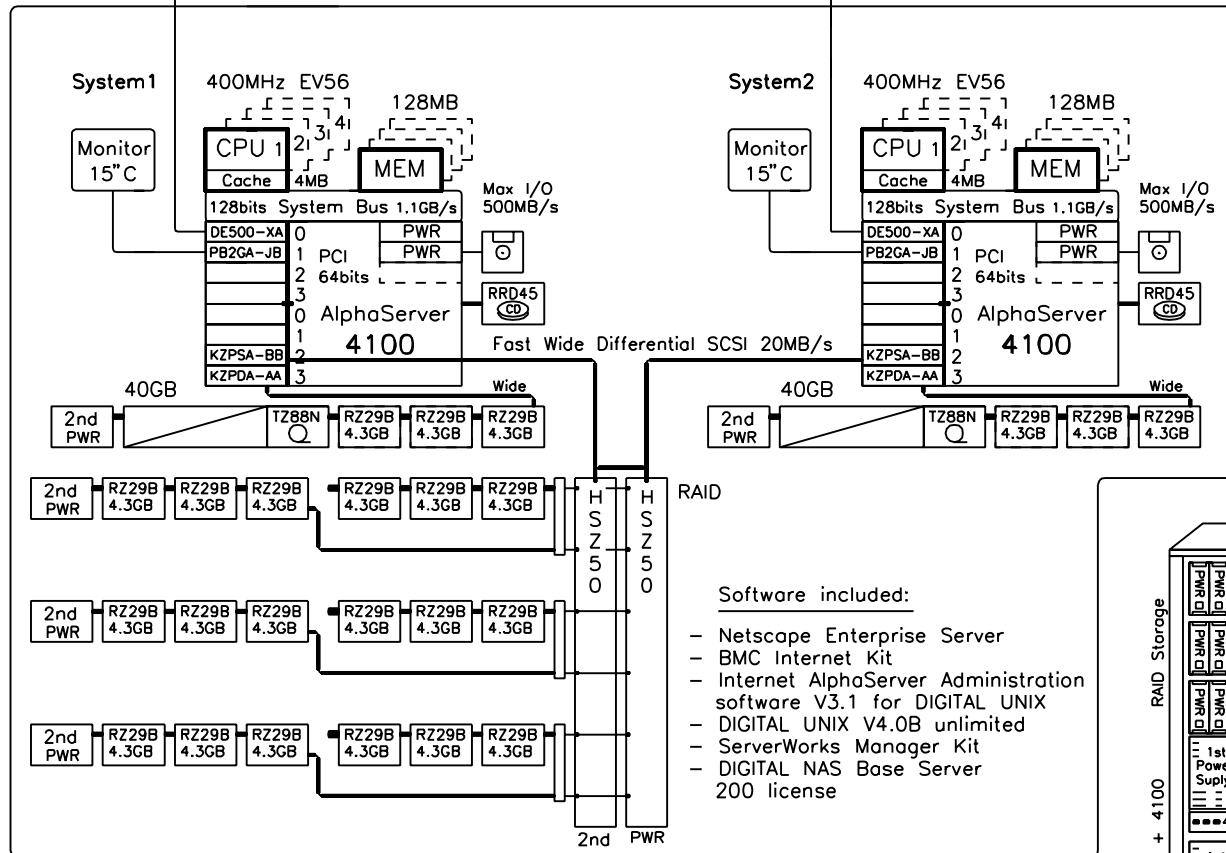 System1
400MHz EV56
128MB
Monitor
15"C
CPU 1
2
3
4
Cache
4MB
MEM
Max I/O
500MB/s
128bits System Bus 1.1GB/s
DE500-XA
0
PWR
PB2GA-JB
1
PCI
PWR
2
64bits
3
RRD45
CD
0
AlphaServer
1
4100
KZPSA-BB
2
KZPDA-AA
3
System2
400MHz EV56
128MB
Monitor
15"C
CPU 1
2
3
4
Cache
4MB
MEM
Max I/O
500MB/s
128bits System Bus 1.1GB/s
DE500-XA
0
PWR
PB2GA-JB
1
PCI
PWR
2
64bits
3
RRD45
CD
0
AlphaServer
1
4100
KZPSA-BB
2
KZPDA-AA
3
Fast Wide Differential SCSI 20MB/s
40GB
Wide
2nd
PWR
TZ88N
RZ29B
4.3GB
RZ29B
4.3GB
RZ29B
4.3GB
40GB
Wide
2nd
PWR
TZ88N
RZ29B
4.3GB
RZ29B
4.3GB
RZ29B
4.3GB
2nd
PWR
RZ29B
4.3GB
RZ29B
4.3GB
RZ29B
4.3GB
RZ29B
4.3GB
RZ29B
4.3GB
RZ29B
4.3GB
HSZ50
HSZ50
RAID
2nd
PWR
RZ29B
4.3GB
RZ29B
4.3GB
RZ29B
4.3GB
RZ29B
4.3GB
RZ29B
4.3GB
RZ29B
4.3GB
2nd
PWR
RZ29B
4.3GB
RZ29B
4.3GB
RZ29B
4.3GB
RZ29B
4.3GB
RZ29B
4.3GB
RZ29B
4.3GB
2nd
PWR
Software included:
- Netscape Enterprise Server
- BMC Internet Kit
- Internet AlphaServer Administration
software V3.1 for DIGITAL UNIX
- DIGITAL UNIX V4.0B unlimited
- ServerWorks Manager Kit
- DIGITAL NAS Base Server
200 license
RAID Storage
+ 4100
PWR
PWR
PWR
PWR
PWR
PWR
1st